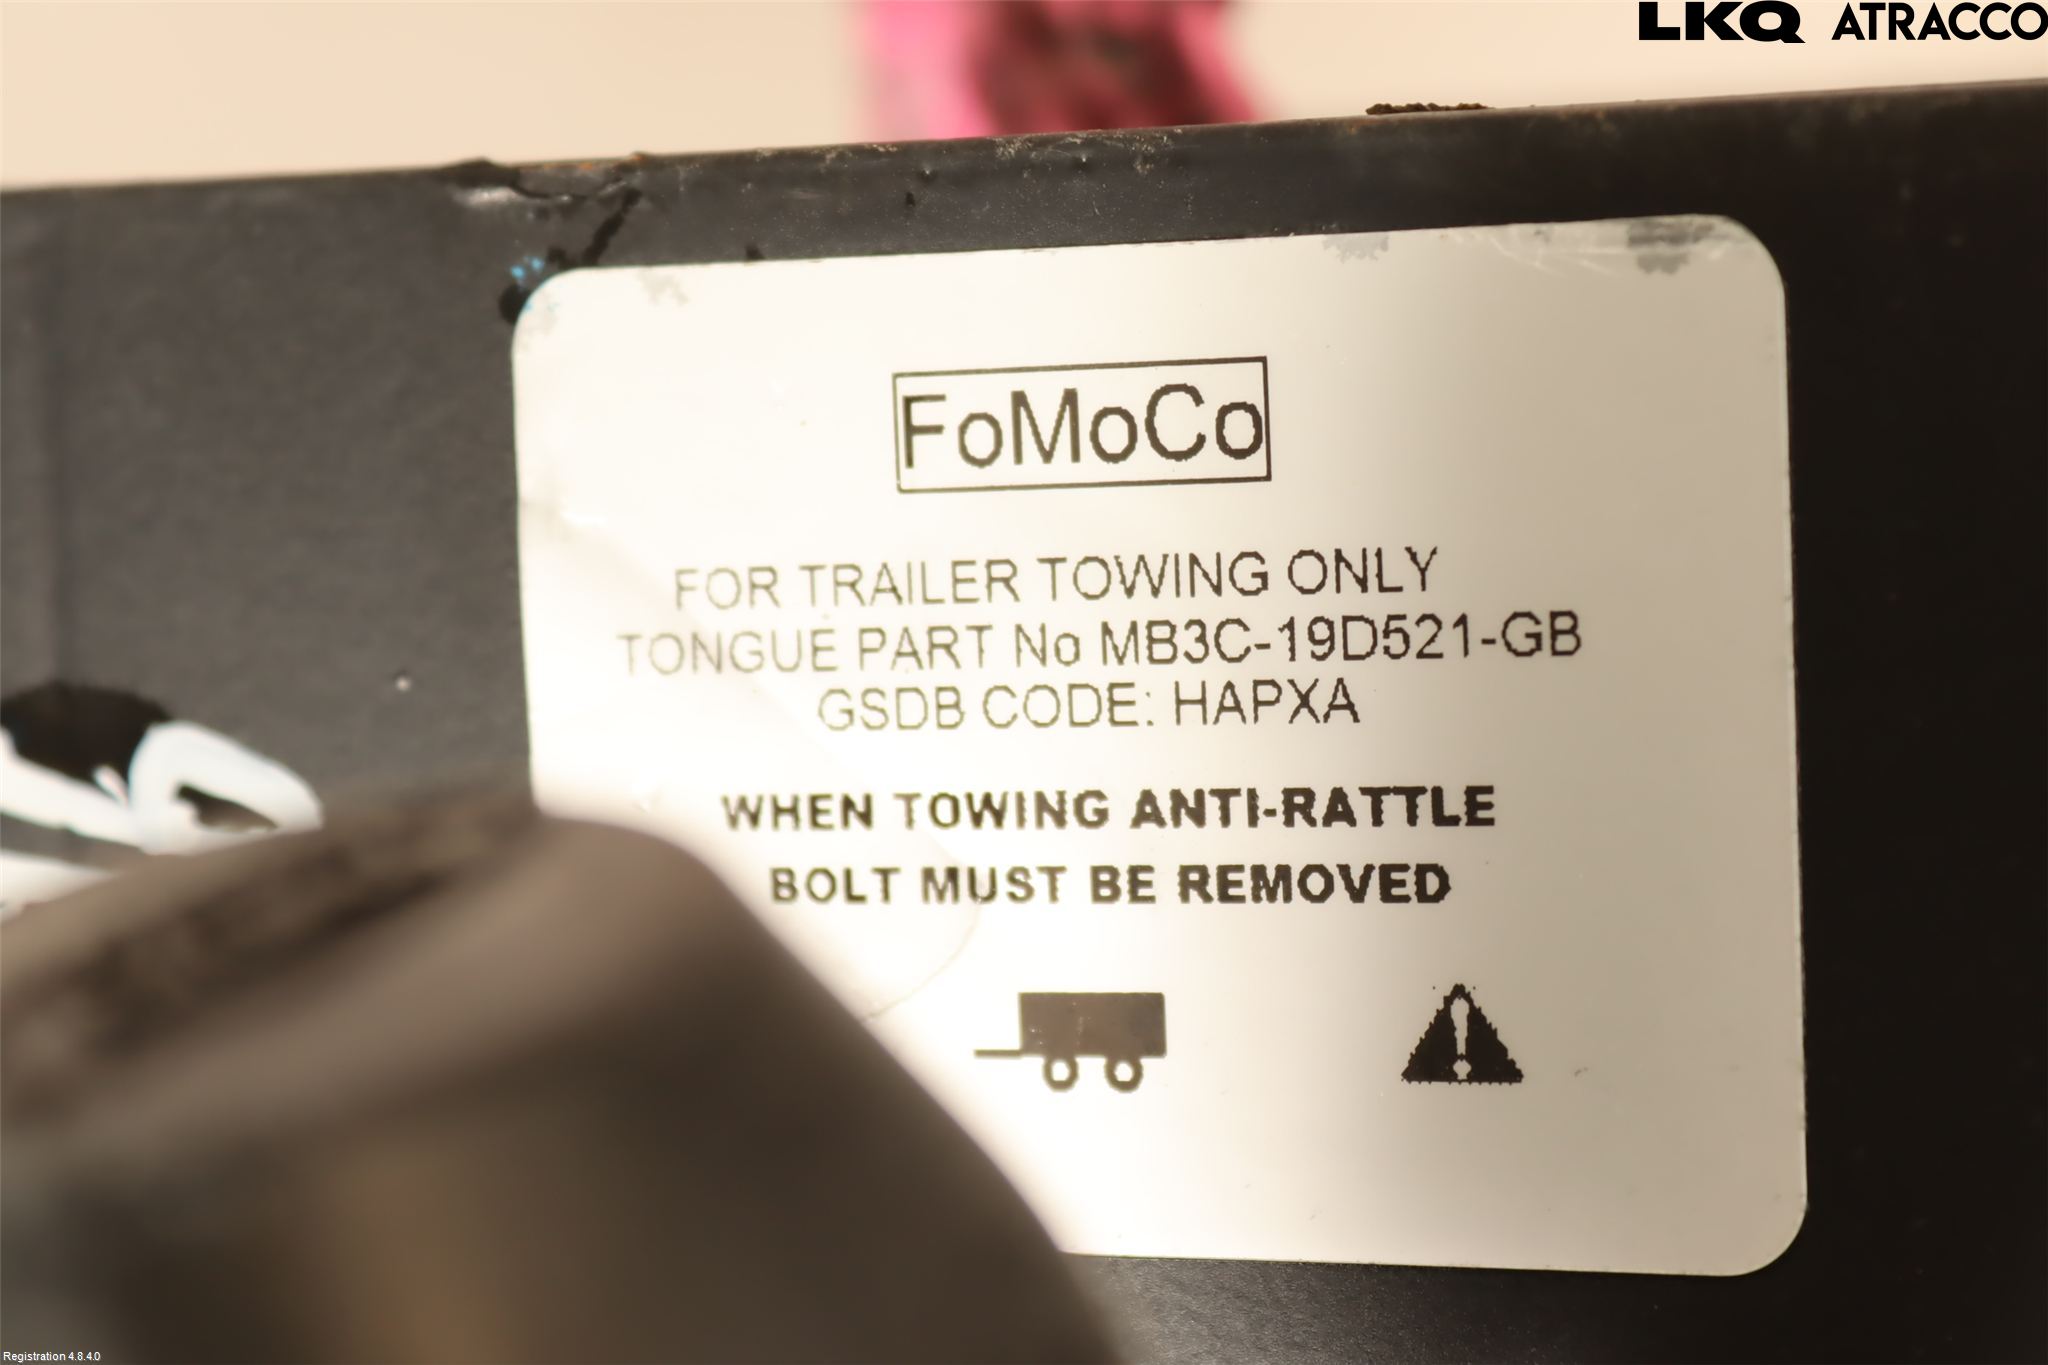 LKQ ATRACCO
FoMoCo
FOR TRAILER TOWING ONLY
TONGUE PART No MB3C-19D521-GB
GSDB CODE: HAPXA
WHEN TOWING ANTI-RATTLE
BOLT MUST BE REMOVED
Registration 4.8.4.0